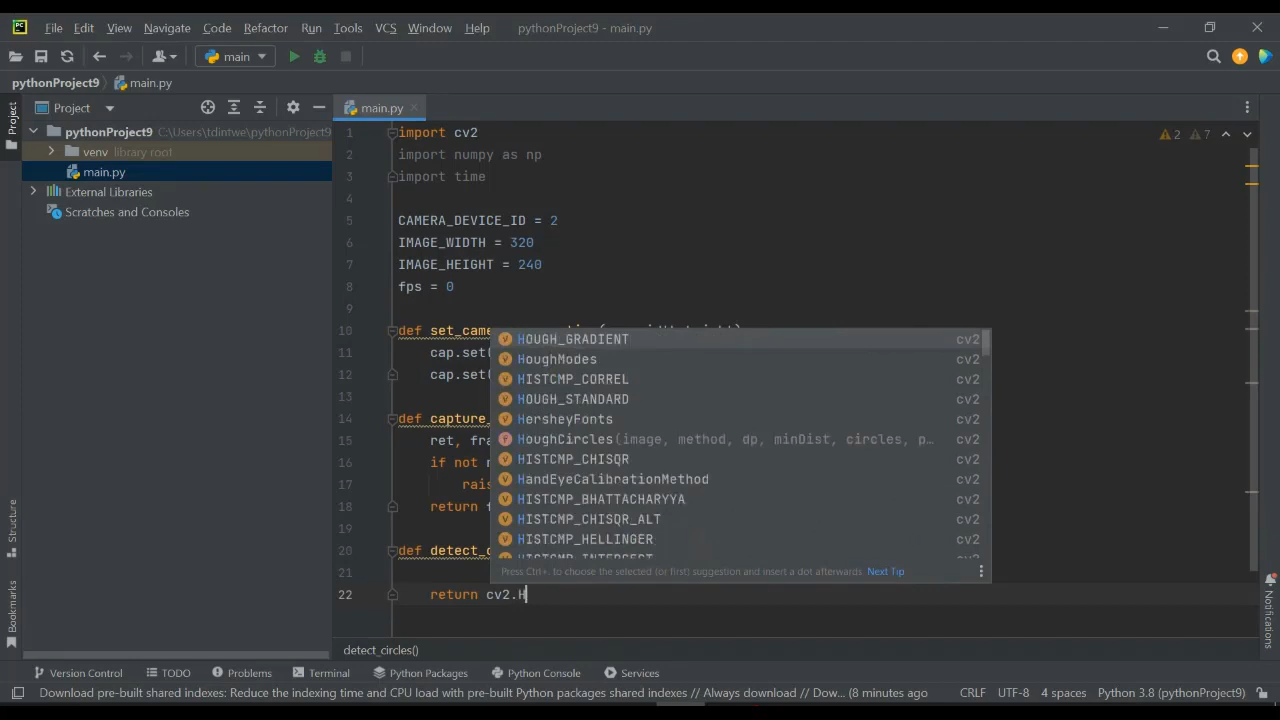 File Edit View Navigate Code Refactor Run Tools VCS Window Help pythonProject9 - main.py
main
pythonProject9 main.py
Project
Project
main.py
pythonProject9 C:\Users\tdintwe\pythonProject9
venv library root
main.py
External Libraries
Scratches and Consoles
2 7
1 import cv2
2 import numpy as np
3 import time
4
5 CAMERA_DEVICE_ID = 2
6 IMAGE_WIDTH = 320
7 IMAGE_HEIGHT = 240
8 fps = 0
9
10 def set_came
11 cap.set(
12 cap.set(
13
14 def capture_
15 ret, fra
16 if not r
17 rais
18 return f
19
20 def detect_c
21
22 return cv2.H
HOUGH_GRADIENT cv2
HoughModes cv2
HISTCMP_CORREL cv2
HOUGH_STANDARD cv2
HersheyFonts cv2
HoughCircles(image, method, dp, minDist, circles, p… cv2
HISTCMP_CHISQR cv2
HandEyeCalibrationMethod cv2
HISTCMP_BHATTACHARYYA cv2
HISTCMP_CHISQR_ALT cv2
HISTCMP_HELLINGER cv2
HISTCMP_INTERSECT cv2
Press Ctrl+. to choose the selected (or first) suggestion and insert a dot afterwards Next Tip
detect_circles()
Structure
Bookmarks
Notifications
Version Control TODO Problems Terminal Python Packages Python Console Services
Download pre-built shared indexes: Reduce the indexing time and CPU load with pre-built Python packages shared indexes // Always download // Dow... (8 minutes ago CRLF UTF-8 4 spaces Python 3.8 (pythonProject9)